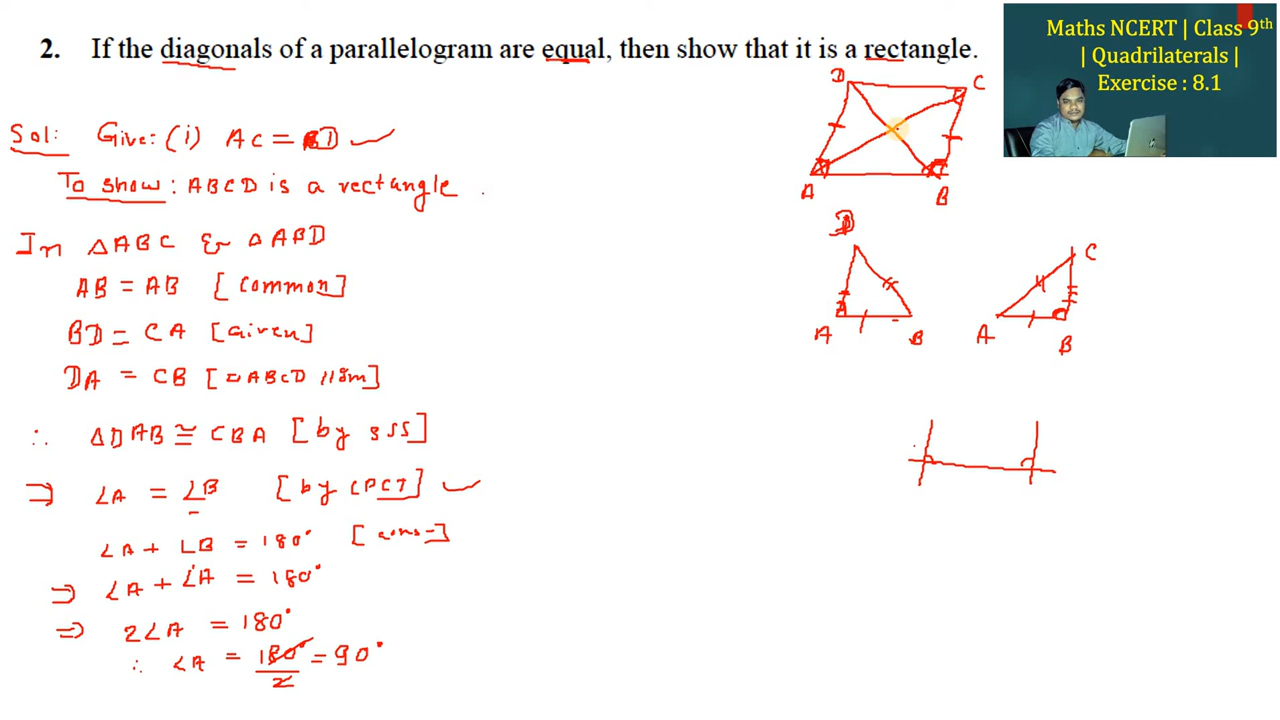 2. If the diagonals of a parallelogram are equal, then show that it is a rectangle.
Maths NCERT | Class 9th
| Quadrilaterals |
Exercise : 8.1
Sol: Give: (i) AC = BD
To show: ABCD is a rectangle.
In △ABC & △ABD
AB = AB [common]
BD = CA [Given]
DA = CB [▱ABCD ||gm]
∴ △DAB ≅ CBA [by SSS]
⇒ ∠A = ∠B [by CPCT]
∠A + ∠B = 180°
⇒ ∠A + ∠A = 180°
⇒ 2∠A = 180°
∴ ∠A = 180°/2 = 90°
D C
A B
D
A B
C
A B